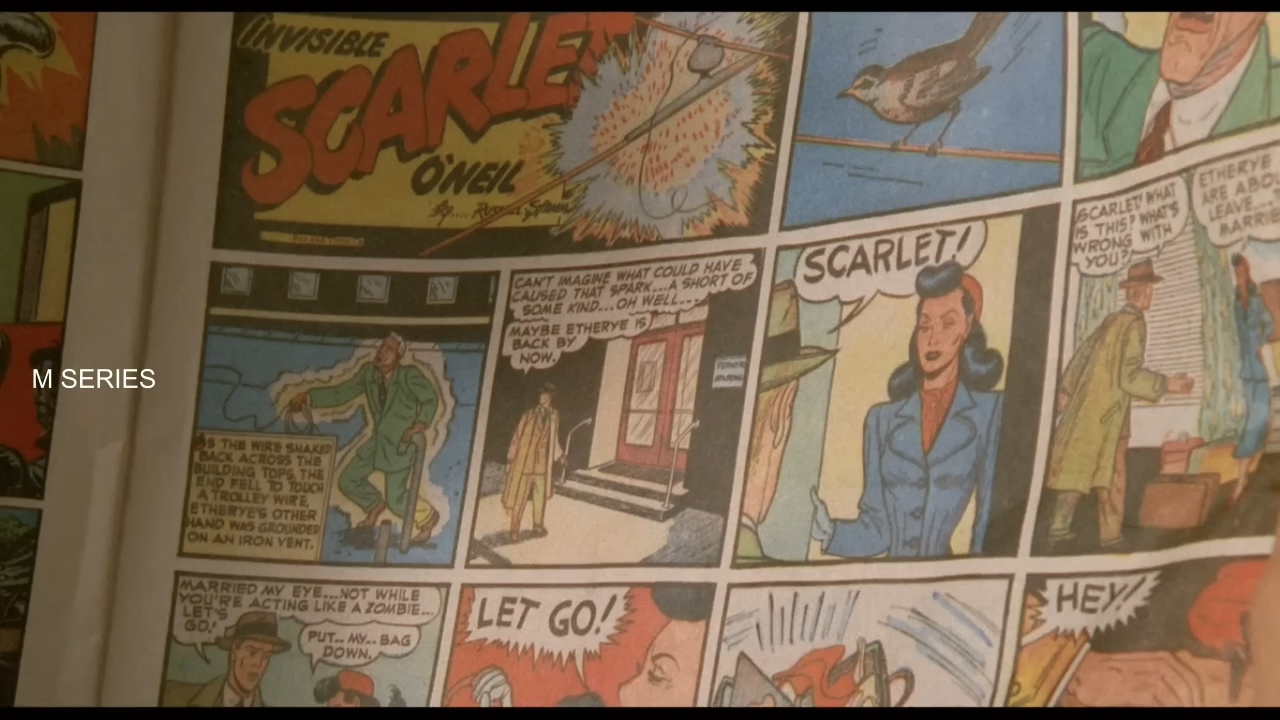 INVISIBLE
SCARLET
O'NEIL
By....
SCARLET! WHAT
IS THIS? WHAT'S
WRONG WITH
YOU?
ETHERYE
ARE
LEAVE...
AS THE WIRE SNAKED
BACK ACROSS THE
BUILDING TOPS, THE
END FELL TO TOUCH
A TROLLEY WIRE,
ETHERYE'S OTHER
HAND WAS GROUNDED
ON AN IRON VENT.
CAN'T IMAGINE WHAT COULD HAVE
CAUSED THAT SPARK...A SHORT OF
SOME KIND...OH WELL...
MAYBE ETHERYE IS
BACK BY
NOW.
SCARLET!
M SERIES
MARRIED MY EYE...NOT WHILE
YOU'RE ACTING LIKE A ZOMBIE...
LET'S
GO!
PUT.. MY.. BAG
DOWN.
LET GO!
HEY!